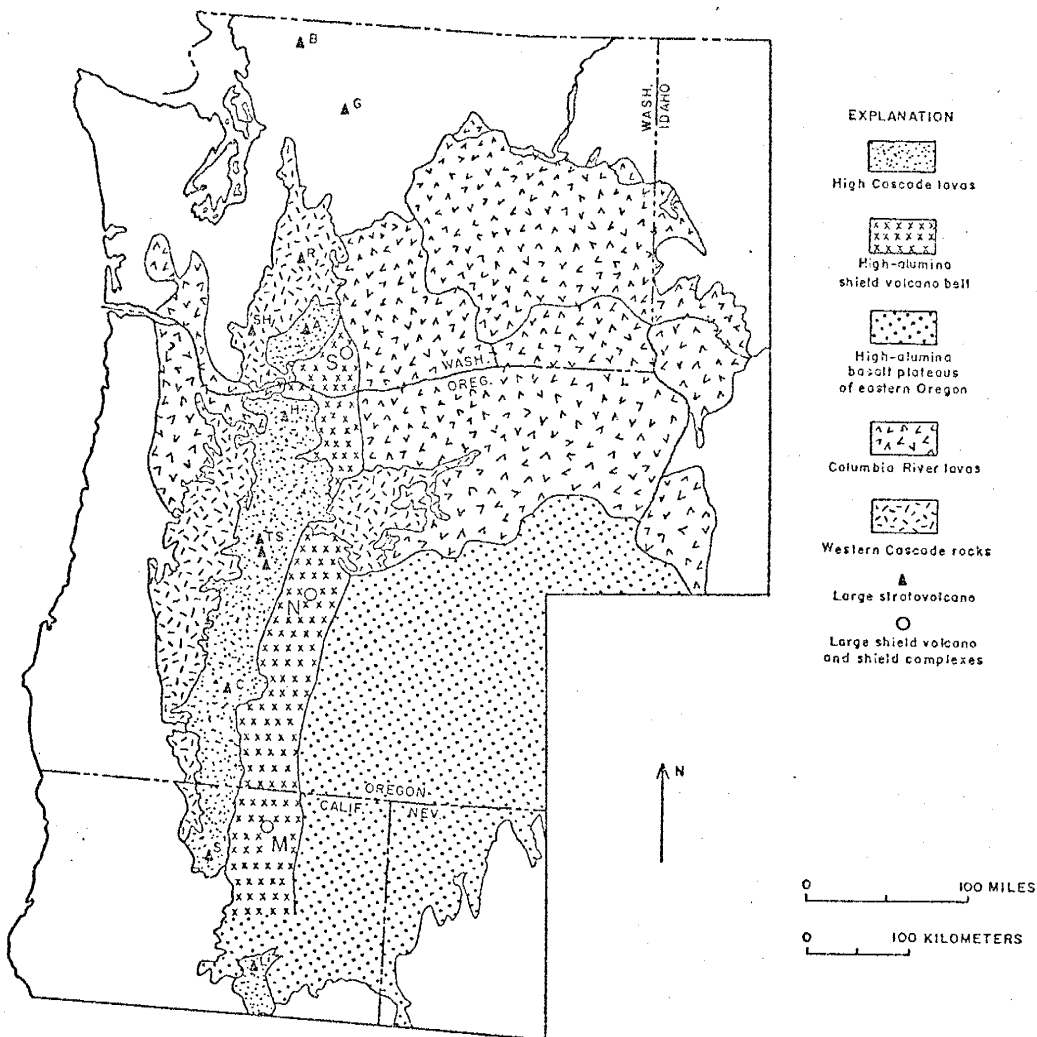 B
G
WASH.
IDAHO
R
SH
A
S
WASH.
OREG.
H
TS
N
C
OREGON
CALIF.
NEV.
M
S
L
N
EXPLANATION
High Cascade lavas
High-alumina
shield volcano belt
High-alumina
basalt plateaus
of eastern Oregon
Columbia River lavas
Western Cascade rocks
Large stratovolcano
Large shield volcano
and shield complexes
0 100 MILES
0 100 KILOMETERS